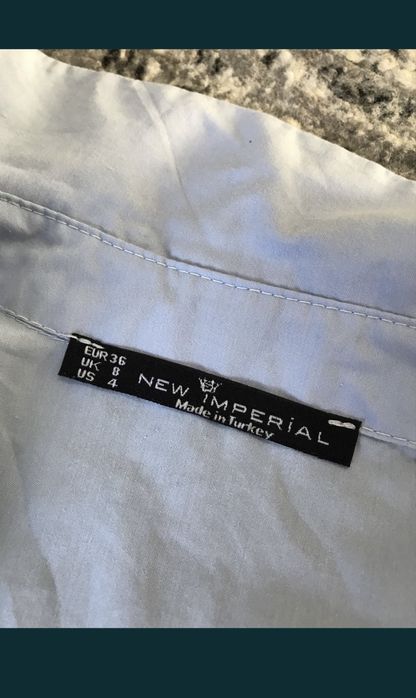 EUR 36
UK 8
US 4
NEW IMPERiAL
Made in Turkey